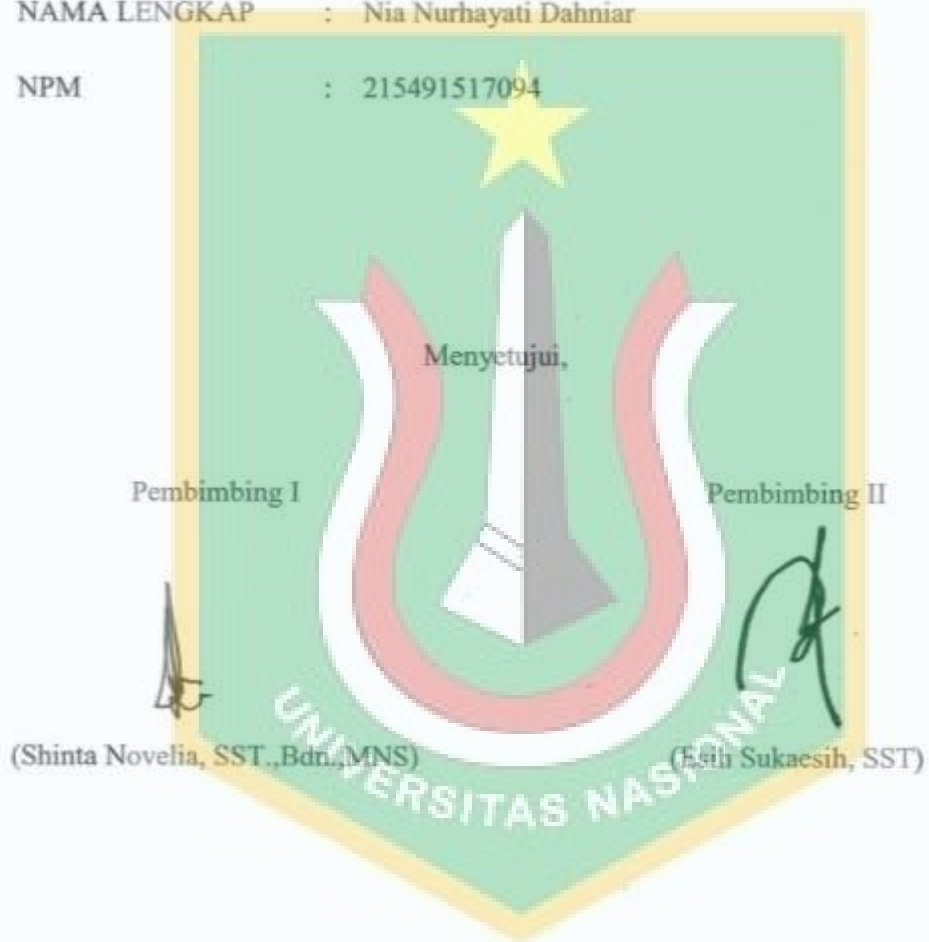 NAMA LENGKAP : Nia Nurhayati Dahniar
NPM : 215491517094
Menyetujui,
Pembimbing I Pembimbing II
(Shinta Novelia, SST.,Bdn.,MNS) (Esili Sukaesih, SST)
UNIVERSITAS NASIONAL